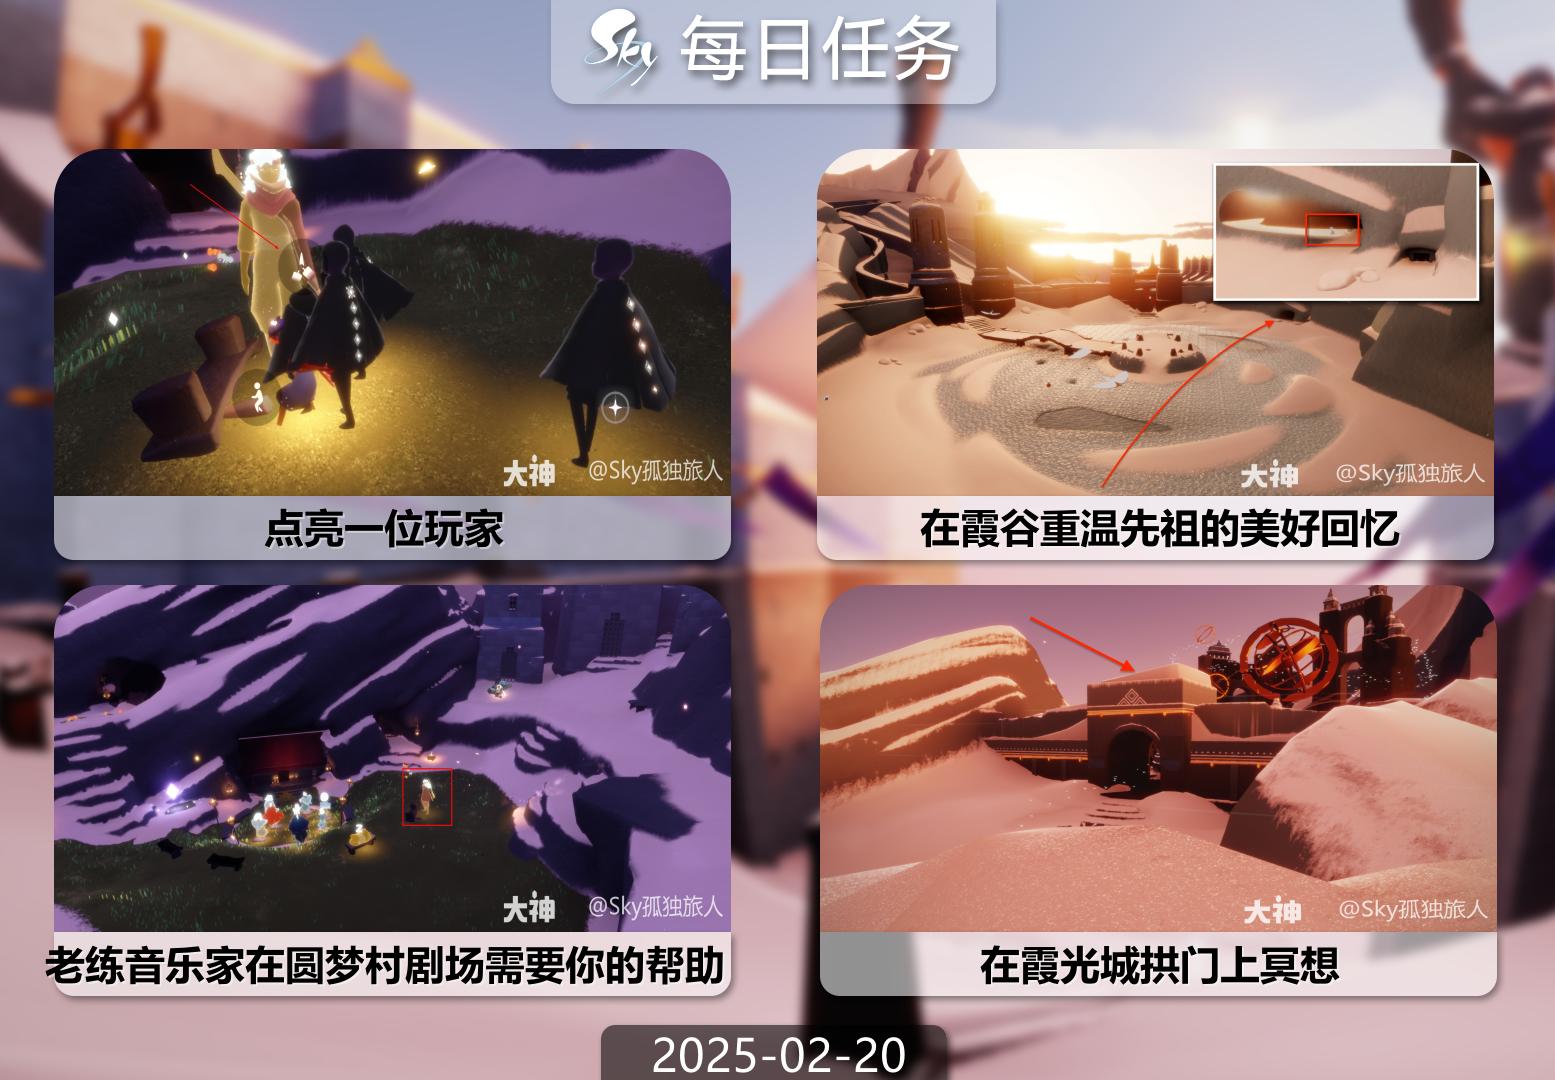 Sky 每日任务
大神 @Sky孤独旅人
点亮一位玩家
大神 @Sky孤独旅人
在霞谷重温先祖的美好回忆
大神 @Sky孤独旅人
老练音乐家在圆梦村剧场需要你的帮助
大神 @Sky孤独旅人
在霞光城拱门上冥想
2025-02-20